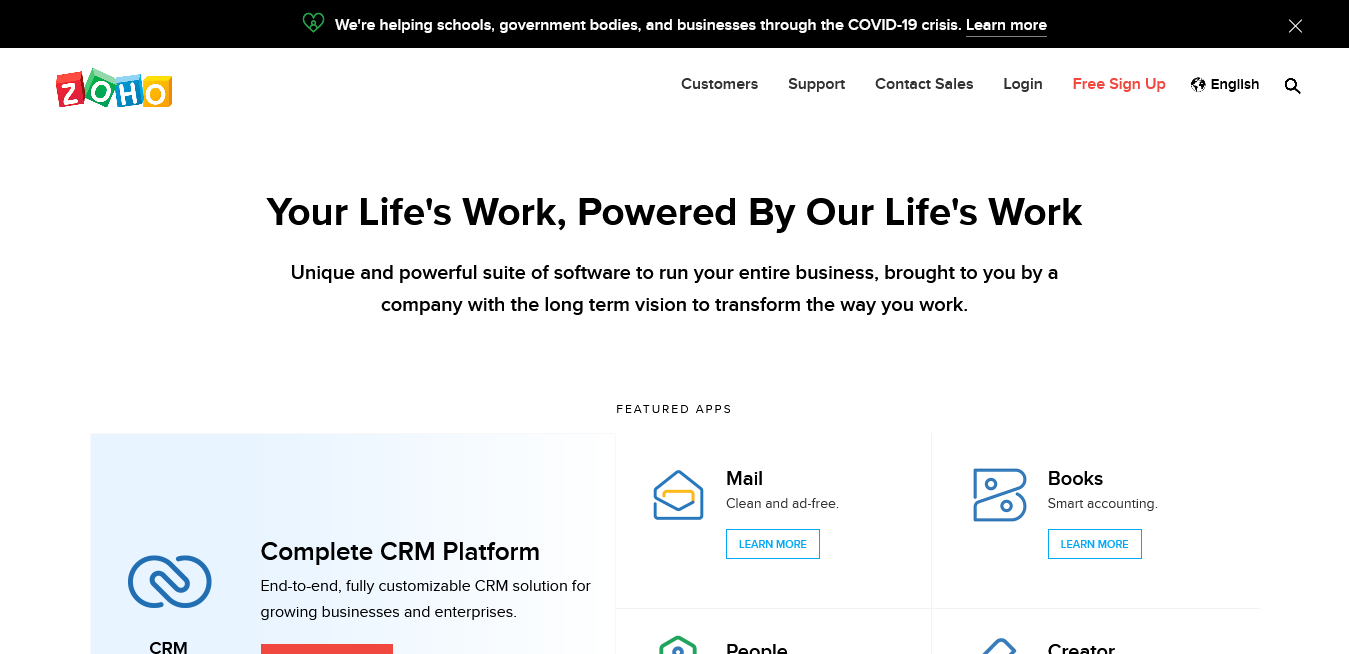 We're helping schools, government bodies, and businesses through the COVID-19 crisis. Learn more
ZOHO
Customers
Support
Contact Sales
Login
Free Sign Up
English
Your Life's Work, Powered By Our Life's Work
Unique and powerful suite of software to run your entire business, brought to you by a
company with the long term vision to transform the way you work.
FEATURED APPS
CRM
Complete CRM Platform
End-to-end, fully customizable CRM solution for
growing businesses and enterprises.
Mail
Clean and ad-free.
LEARN MORE
Books
Smart accounting.
LEARN MORE
People
Creator